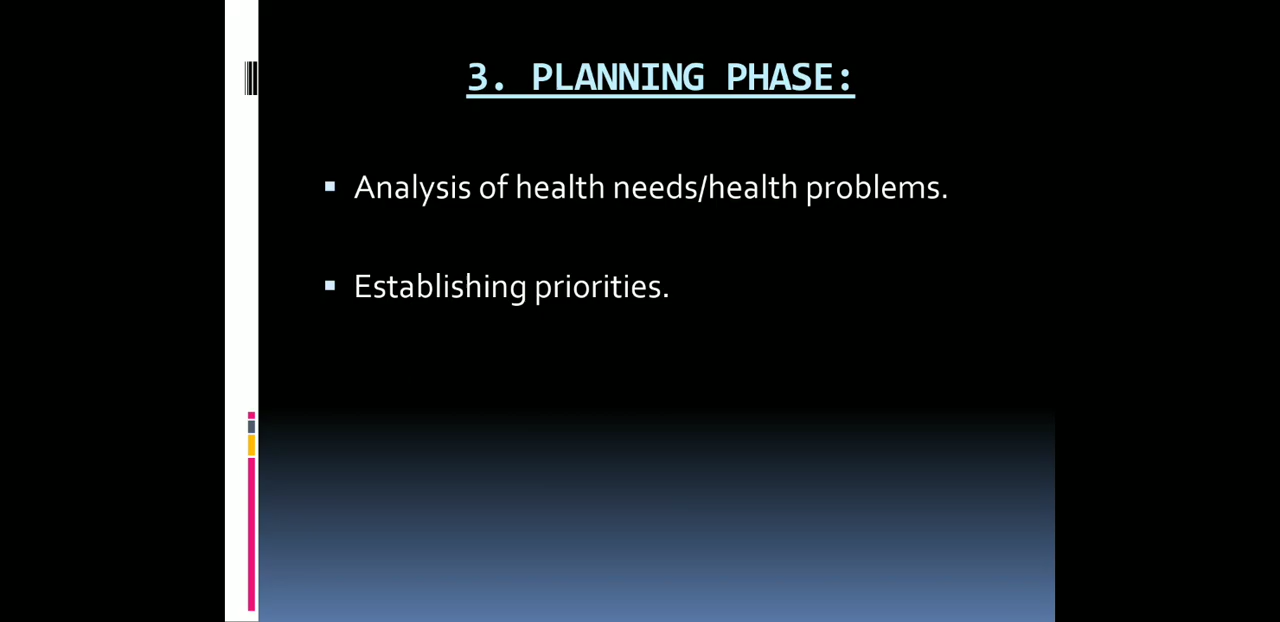 3. PLANNING PHASE:
Analysis of health needs/health problems.
Establishing priorities.